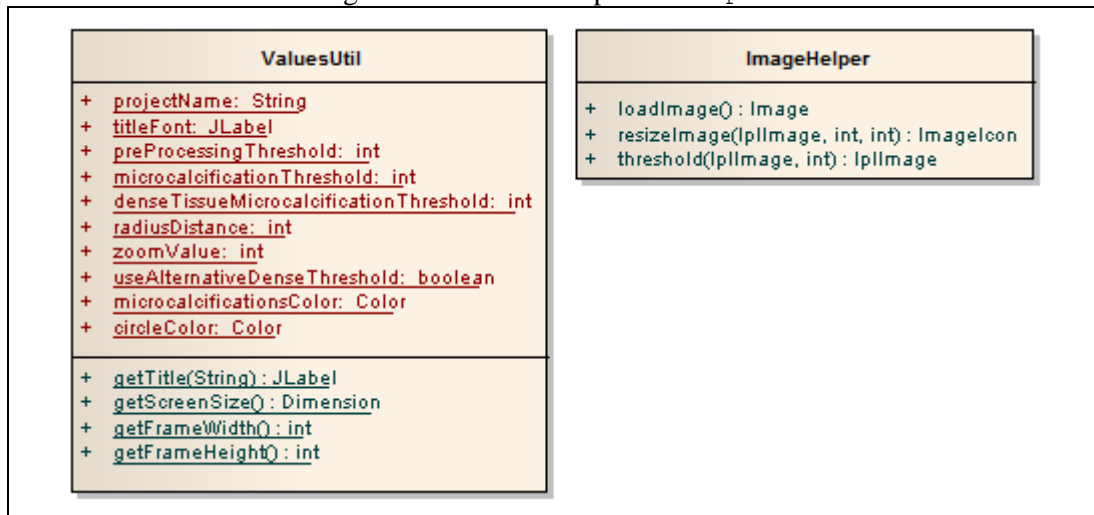 ValuesUtil
+ projectName: String
+ titleFont: JLabel
+ preProcessingThreshold: int
+ microcalcificationThreshold: int
+ denseTissueMicrocalcificationThreshold: int
+ radiusDistance: int
+ zoomValue: int
+ useAlternativeDenseThreshold: boolean
+ microcalcificationsColor: Color
+ circleColor: Color
+ getTitle(String) : JLabel
+ getScreenSize() : Dimension
+ getFrameWidth() : int
+ getFrameHeight() : int
ImageHelper
+ loadImage() : Image
+ resizeImage(IplImage, int, int) : ImageIcon
+ threshold(IplImage, int) : IplImage